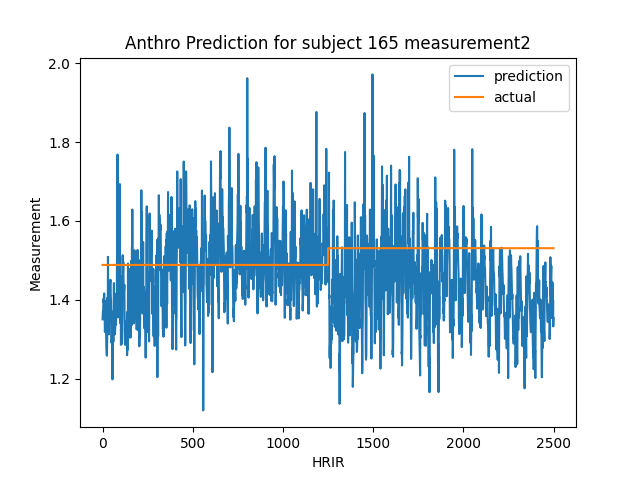 Anthro Prediction for subject 165 measurement2
2.0
1.8
1.6
1.4
1.2
Measurement
prediction
actual
0
500
1000
1500
2000
2500
HRIR